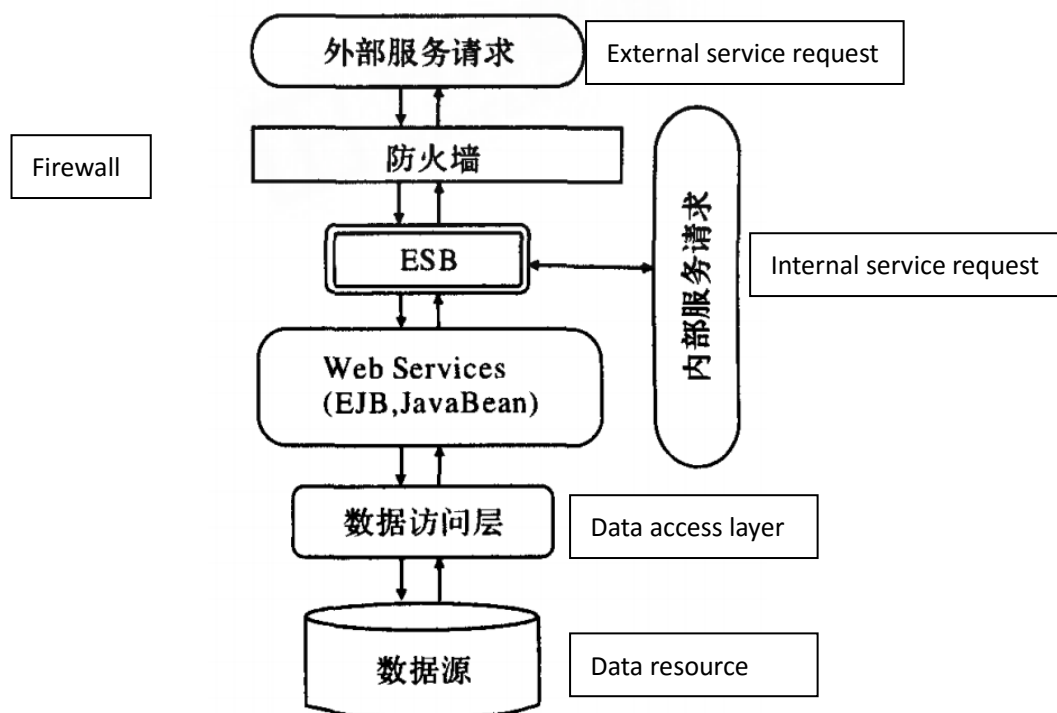 外部服务请求
External service request
防火墙
Firewall
ESB
内部服务请求
Internal service request
Web Services
(EJB,JavaBean)
数据访问层
Data access layer
数据源
Data resource